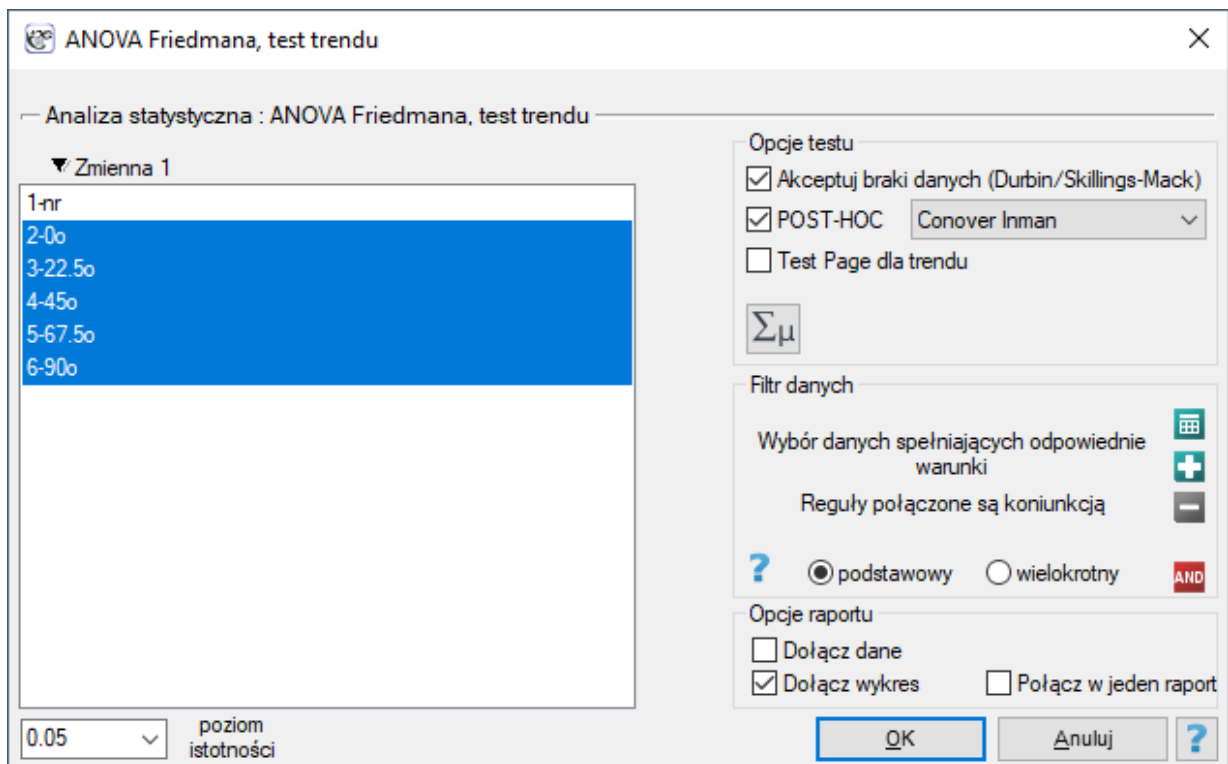 ANOVA Friedmana, test trendu
Analiza statystyczna : ANOVA Friedmana, test trendu
Zmienna 1
1-nr
2-0o
3-22.5o
4-45o
5-67.5o
6-90o
0.05
poziom
istotności
Opcje testu
Akceptuj braki danych (Durbin/Skillings-Mack)
POST-HOC Conover Inman
Test Page dla trendu
Σμ
Filtr danych
Wybór danych spełniających odpowiednie
warunki
Reguły połączone są koniunkcją
? podstawowy wielokrotny AND
Opcje raportu
Dołącz dane
Dołącz wykres Połącz w jeden raport
OK Anuluj ?